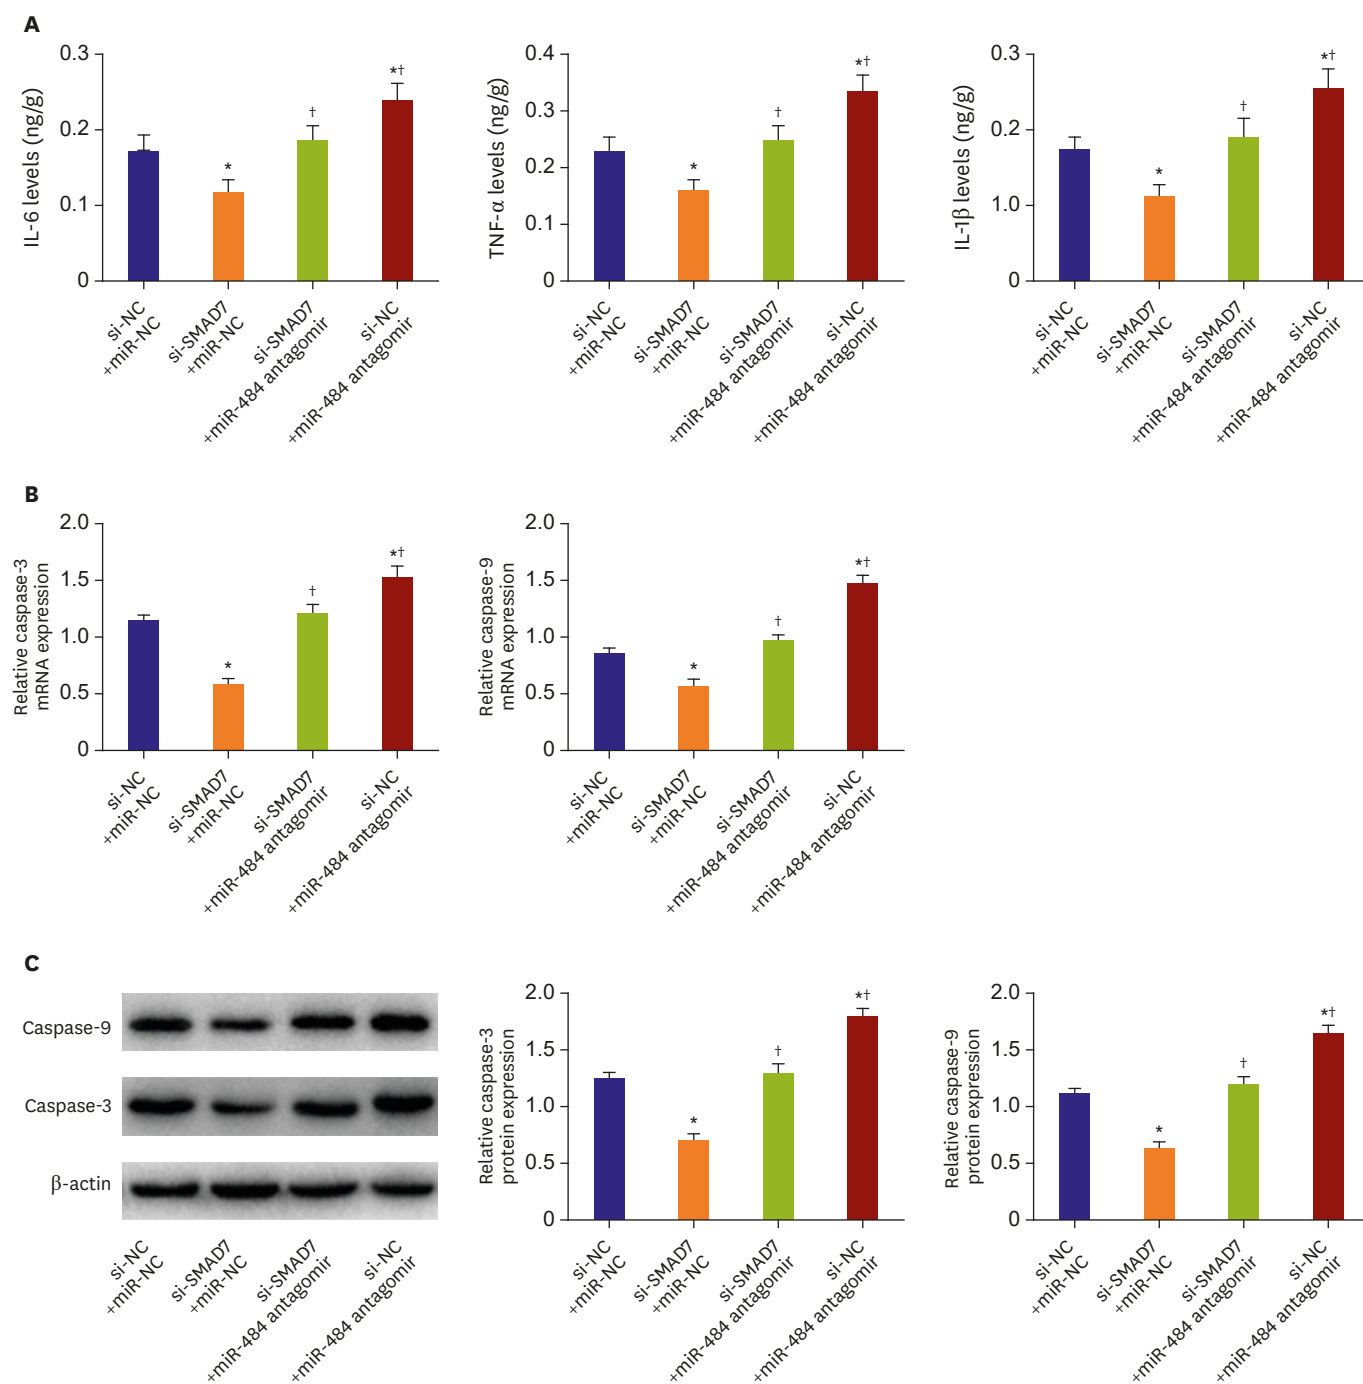 A
IL-6 levels (ng/g)
0.3
0.2
0.1
0
*
†
*†
si-NC
+miR-NC
si-SMAD7
+miR-NC
si-SMAD7
+miR-484 antagomir
si-NC
+miR-484 antagomir
TNF-α levels (ng/g)
0.4
0.3
0.2
0.1
0
*
†
*†
si-NC
+miR-NC
si-SMAD7
+miR-NC
si-SMAD7
+miR-484 antagomir
si-NC
+miR-484 antagomir
IL-1β levels (ng/g)
0.3
0.2
1.0
0
*
†
*†
si-NC
+miR-NC
si-SMAD7
+miR-NC
si-SMAD7
+miR-484 antagomir
si-NC
+miR-484 antagomir
B
Relative caspase-3
mRNA expression
2.0
1.5
1.0
0.5
0
*
†
*†
si-NC
+miR-NC
si-SMAD7
+miR-NC
si-SMAD7
+miR-484 antagomir
si-NC
+miR-484 antagomir
Relative caspase-9
mRNA expression
2.0
1.5
1.0
0.5
0
*
†
*†
si-NC
+miR-NC
si-SMAD7
+miR-NC
si-SMAD7
+miR-484 antagomir
si-NC
+miR-484 antagomir
C
Caspase-9
Caspase-3
β-actin
si-NC
+miR-NC
si-SMAD7
+miR-NC
si-SMAD7
+miR-484 antagomir
si-NC
+miR-484 antagomir
Relative caspase-3
protein expression
2.0
1.5
1.0
0.5
0
*
†
*†
si-NC
+miR-NC
si-SMAD7
+miR-NC
si-SMAD7
+miR-484 antagomir
si-NC
+miR-484 antagomir
Relative caspase-9
protein expression
2.0
1.5
1.0
0.5
0
*
†
*†
si-NC
+miR-NC
si-SMAD7
+miR-NC
si-SMAD7
+miR-484 antagomir
si-NC
+miR-484 antagomir